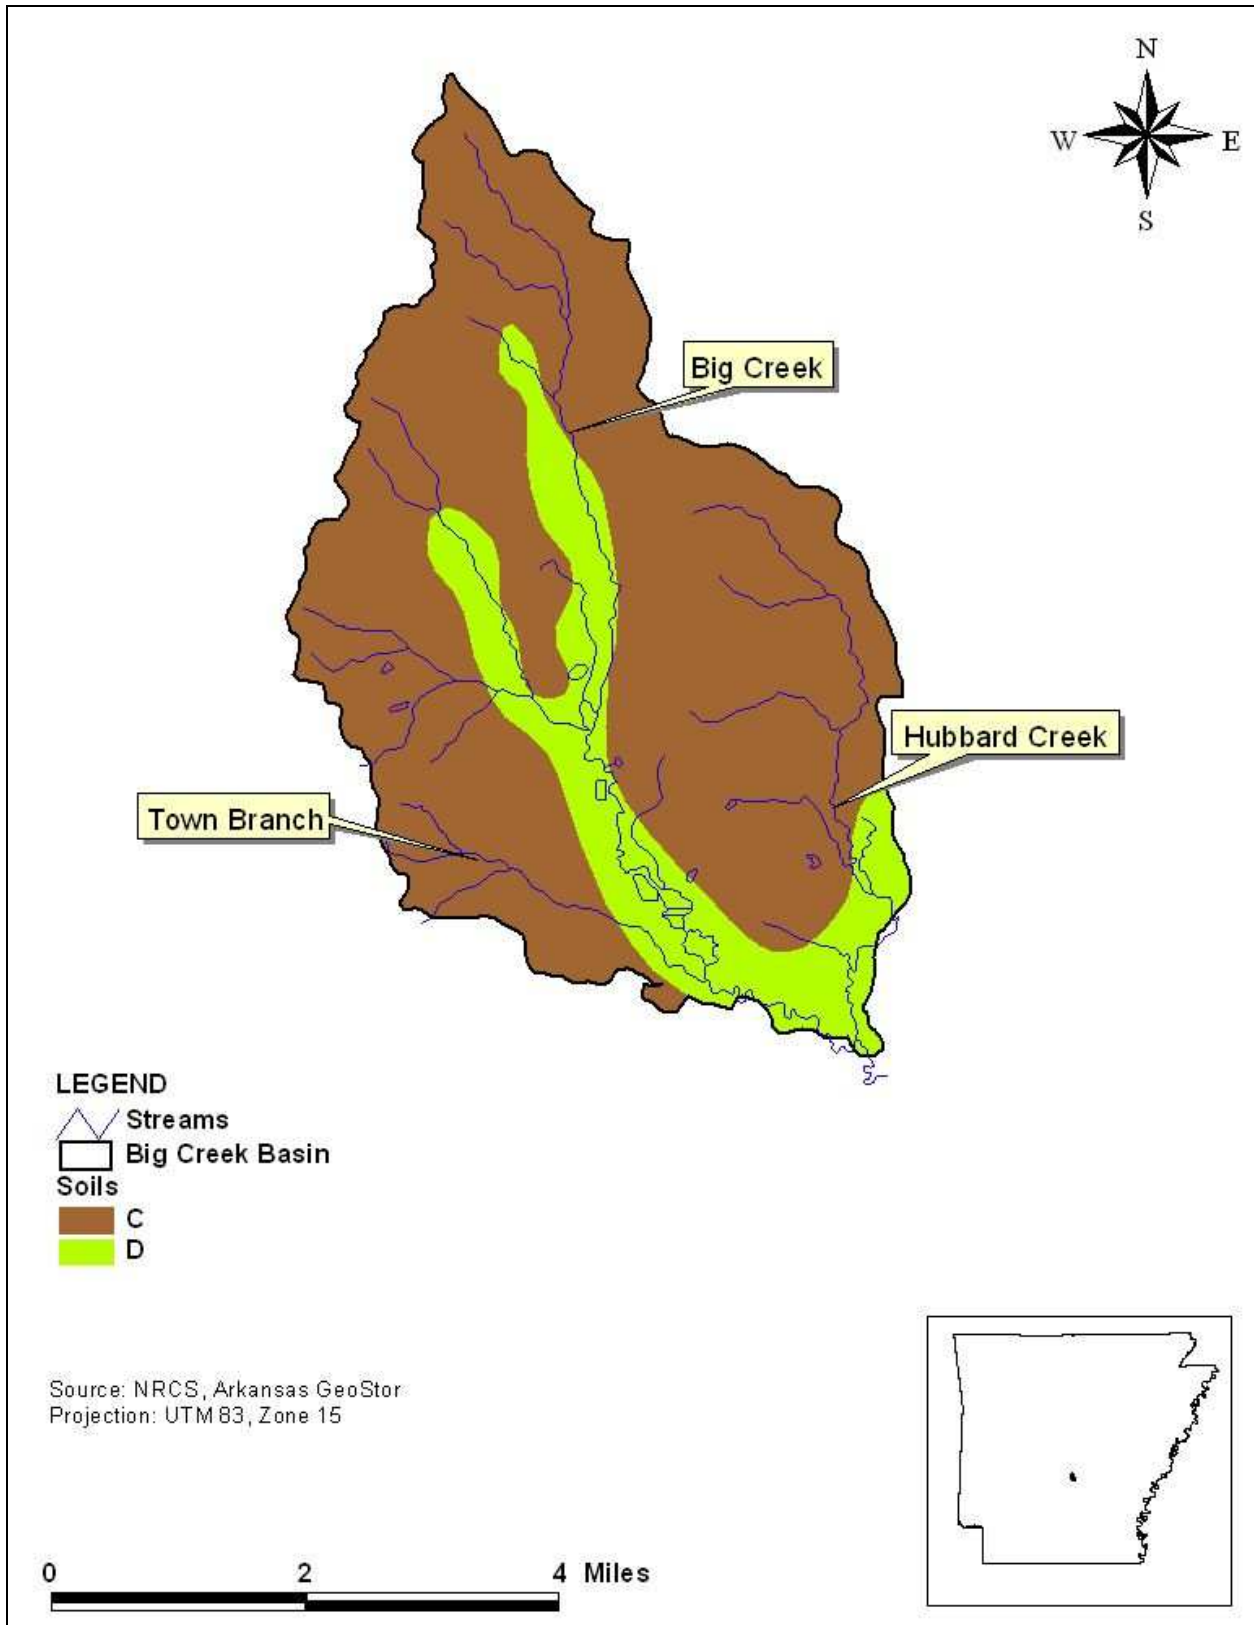 N
W E
S
Big Creek
Hubbard Creek
Town Branch
LEGEND
Streams
Big Creek Basin
Soils
C
D
Source: NRCS, Arkansas GeoStor
Projection: UTM 83, Zone 15
0 2 4 Miles